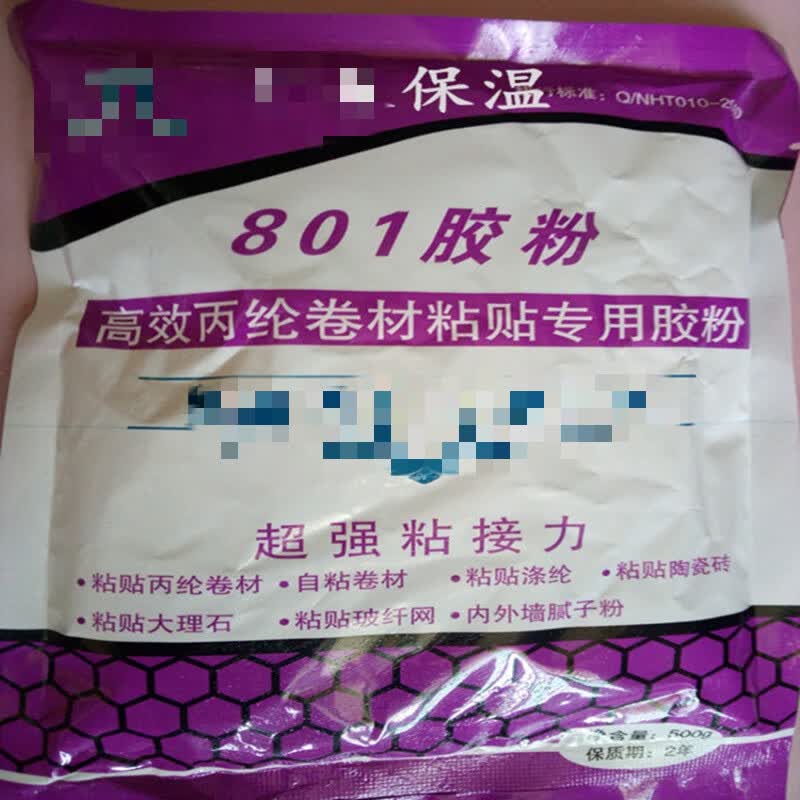 保温
标准：Q/NHT010-20
801胶粉
高效丙纶卷材粘贴专用胶粉
超强粘接力
·粘贴丙纶卷材 ·自粘卷材 ·粘贴涤纶 ·粘贴陶瓷砖
·粘贴大理石 ·粘贴玻纤网 ·内外墙腻子粉
净含量：500g
保质期：2年